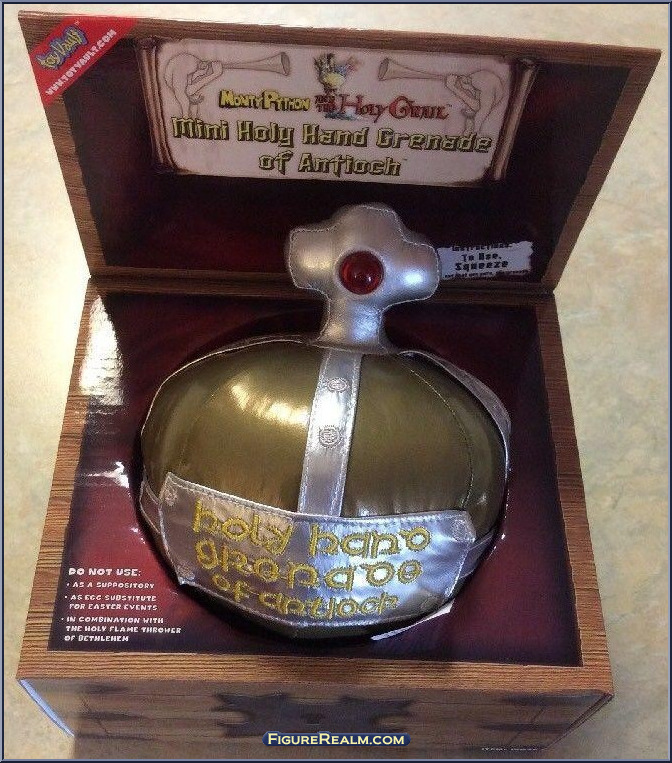 Toy Vault
WWW.TOYVAULT.COM
MONTY PYTHON AND THE HOLY GRAIL™
Mini Holy Hand Grenade
of Antioch™
Instructions:
To Use,
Squeeze
holy hand
grenade
of antioch
DO NOT USE:
• AS A SUPPOSITORY
• AS EGG SUBSTITUTE
FOR EASTER EVENTS
• IN COMBINATION WITH
THE HOLY FLAME THROWER
OF BETHLEHEM
FIGUREREALM.COM